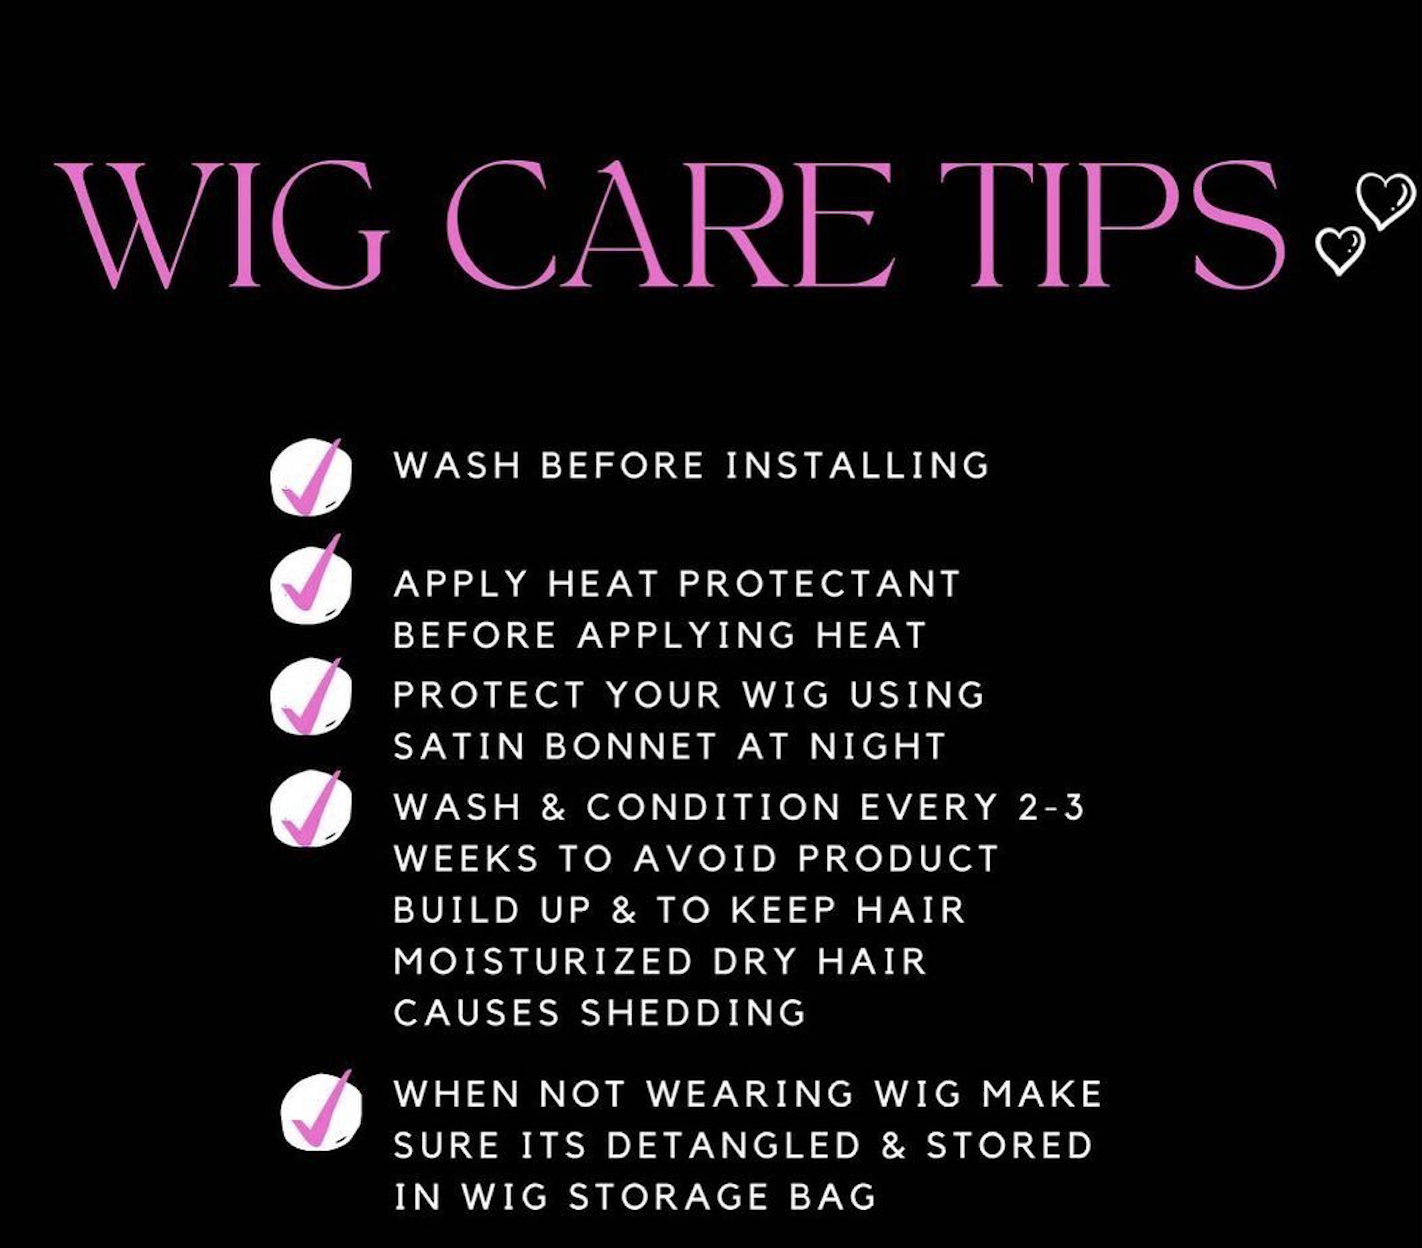 WIG CARE TIPS
WASH BEFORE INSTALLING
APPLY HEAT PROTECTANT
BEFORE APPLYING HEAT
PROTECT YOUR WIG USING
SATIN BONNET AT NIGHT
WASH & CONDITION EVERY 2-3
WEEKS TO AVOID PRODUCT
BUILD UP & TO KEEP HAIR
MOISTURIZED DRY HAIR
CAUSES SHEDDING
WHEN NOT WEARING WIG MAKE
SURE ITS DETANGLED & STORED
IN WIG STORAGE BAG